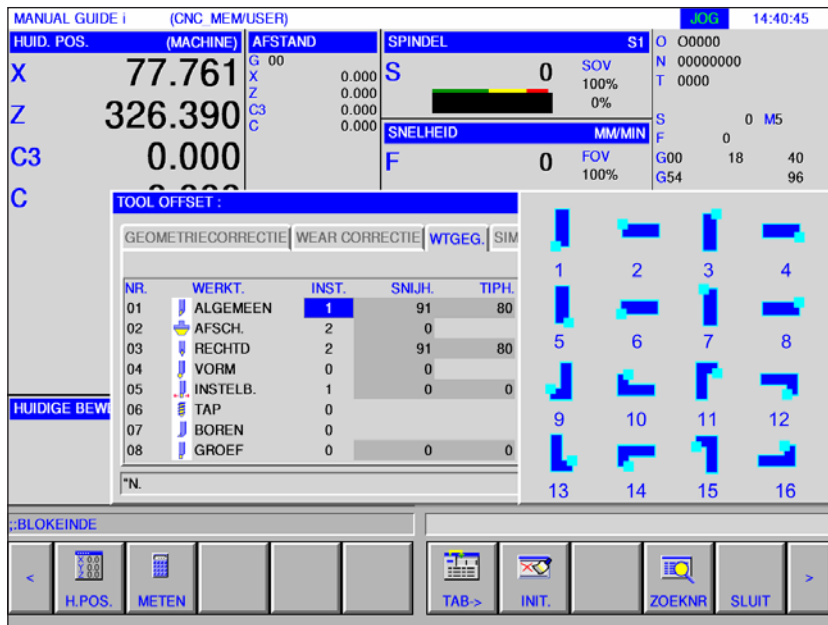 MANUAL GUIDE i (CNC_MEM/USER) JOG 14:40:45
HUID. POS. (MACHINE) AFSTAND SPINDEL S1 O O0000
G 00 N 00000000
X 77.761 X 0.000 S 0 SOV T 0000
Z 0.000 100%
Z 326.390 C3 0.000 0%
C 0.000 S 0 M5
SNELHEID MM/MIN F 0
C3 0.000 F 0 FOV G00 18 40
100% G54 96
C
TOOL OFFSET :
GEOMETRIECORRECTIE WEAR CORRECTIE WTGEG. SIM
1 2 3 4
NR. WERKT. INST. SNIJH. TIPH.
01 ALGEMEEN 1 91 80
02 AFSCH. 2 0
03 RECHTD 2 91 80
5 6 7 8
04 VORM 0 0
05 INSTELB. 1 0 0
HUIDIGE BEW 06 TAP 0
9 10 11 12
07 BOREN 0
08 GROEF 0 0 0
"N.
13 14 15 16
;:BLOKEINDE
< H.POS. METEN TAB-> INIT. ZOEKNR SLUIT >